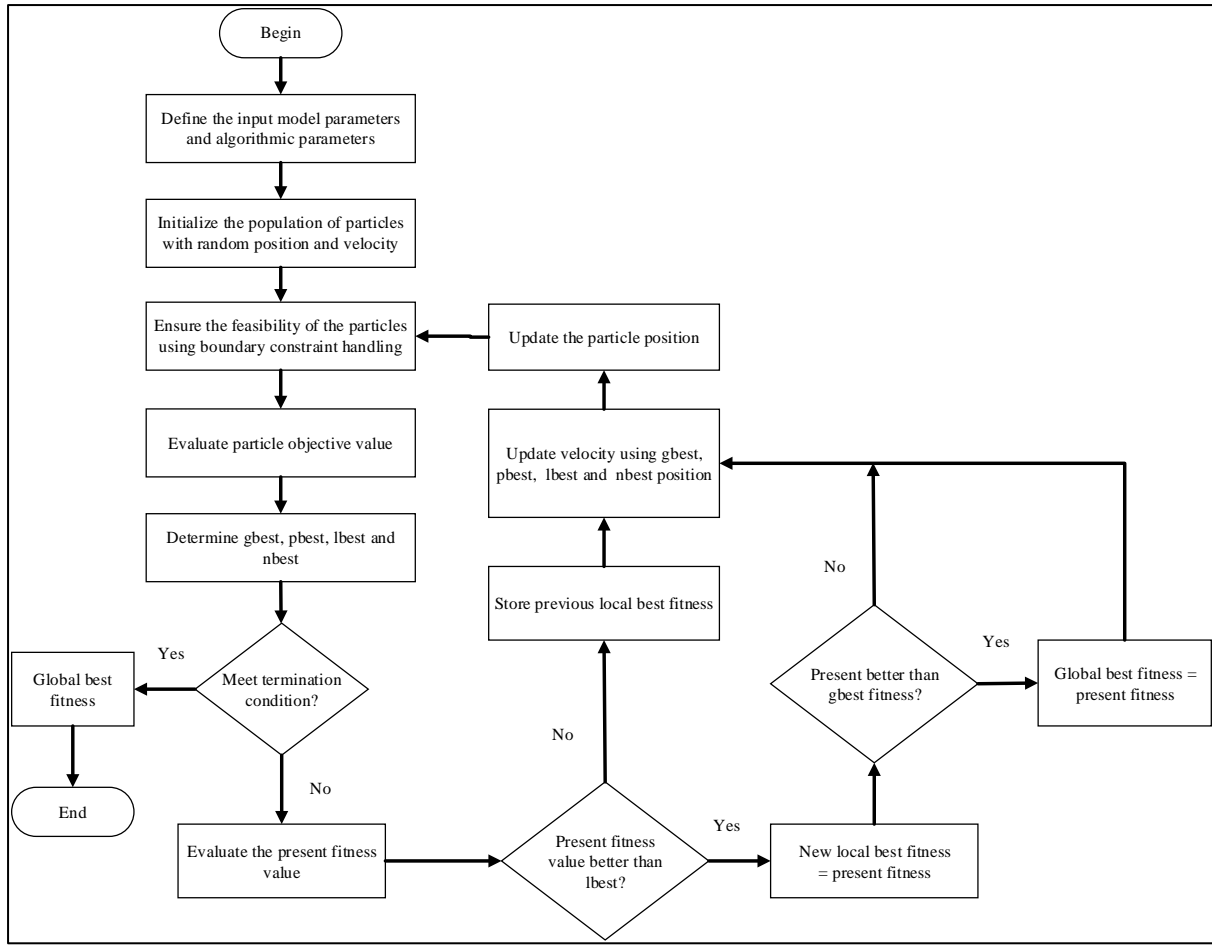 Begin
Define the input model parameters
and algorithmic parameters
Initialize the population of particles
with random position and velocity
Ensure the feasibility of the particles
using boundary constraint handling
Update the particle position
Evaluate particle objective value
Update velocity using gbest,
pbest, lbest and nbest position
Determine gbest, pbest, lbest and
nbest
No
Store previous local best fitness
Yes
Meet termination
condition?
Global best
fitness
Yes
Present better than
gbest fitness?
Global best fitness =
present fitness
No
No
End
Evaluate the present fitness
value
Present fitness
value better than
lbest?
Yes
New local best fitness
= present fitness